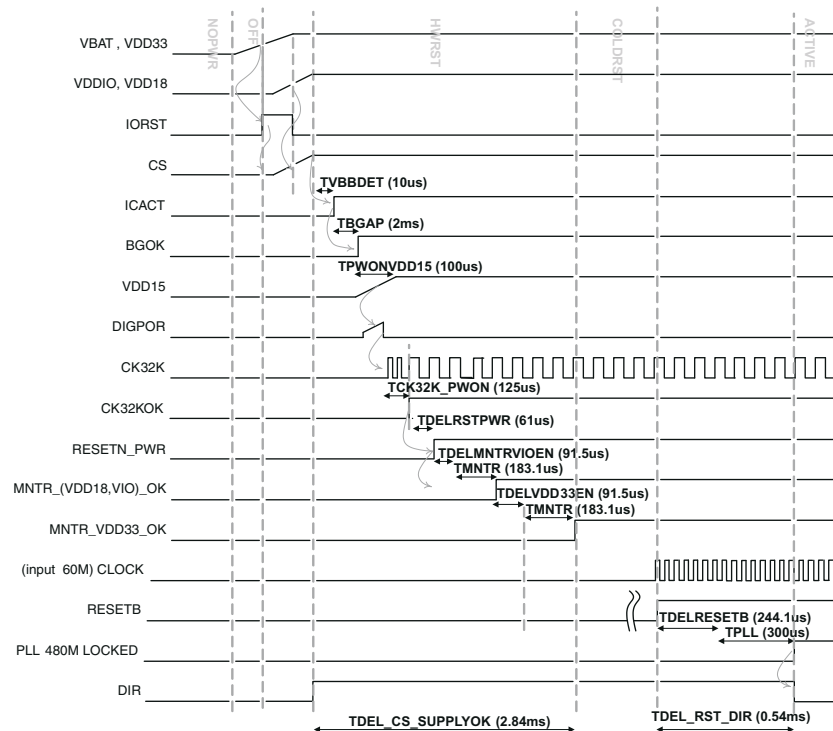 NOPWR
OFF
HWRST
COLDRST
ACTIVE
VBAT , VDD33
VDDIO, VDD18
IORST
CS
TVBBDET (10us)
ICACT
TBGAP (2ms)
BGOK
TPWONVDD15 (100us)
VDD15
DIGPOR
CK32K
TCK32K_PWON (125us)
CK32KOK
TDELRSTPWR (61us)
RESETN_PWR
TDELMNTRVIOEN (91.5us)
TMNTR (183.1us)
MNTR_(VDD18,VIO)_OK
TDELVDD33EN (91.5us)
TMNTR (183.1us)
MNTR_VDD33_OK
(input 60M) CLOCK
RESETB
TDELRESETB (244.1us)
TPLL (300us)
PLL 480M LOCKED
DIR
TDEL_CS_SUPPLYOK (2.84ms)
TDEL_RST_DIR (0.54ms)